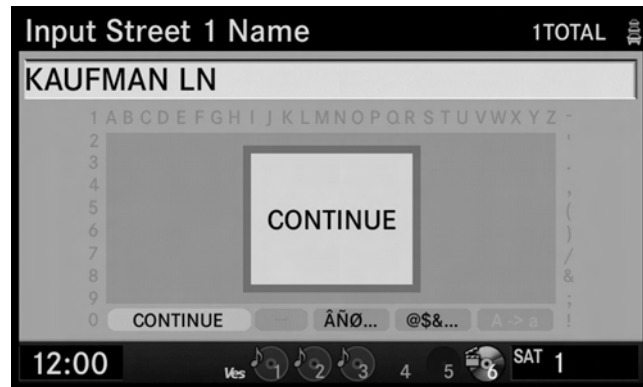 Input Street 1 Name 1TOTAL
KAUFMAN LN
1 A B C D E F G H I J K L M N O P Q R S T U V W X Y Z -
2 '
3 .
4 ,
5 (
6 )
7 /
8 &
9 ;
0 !
CONTINUE
CONTINUE ÂÑØ... @$&... A -> a
12:00 Ves 1 2 3 4 5 6 SAT 1